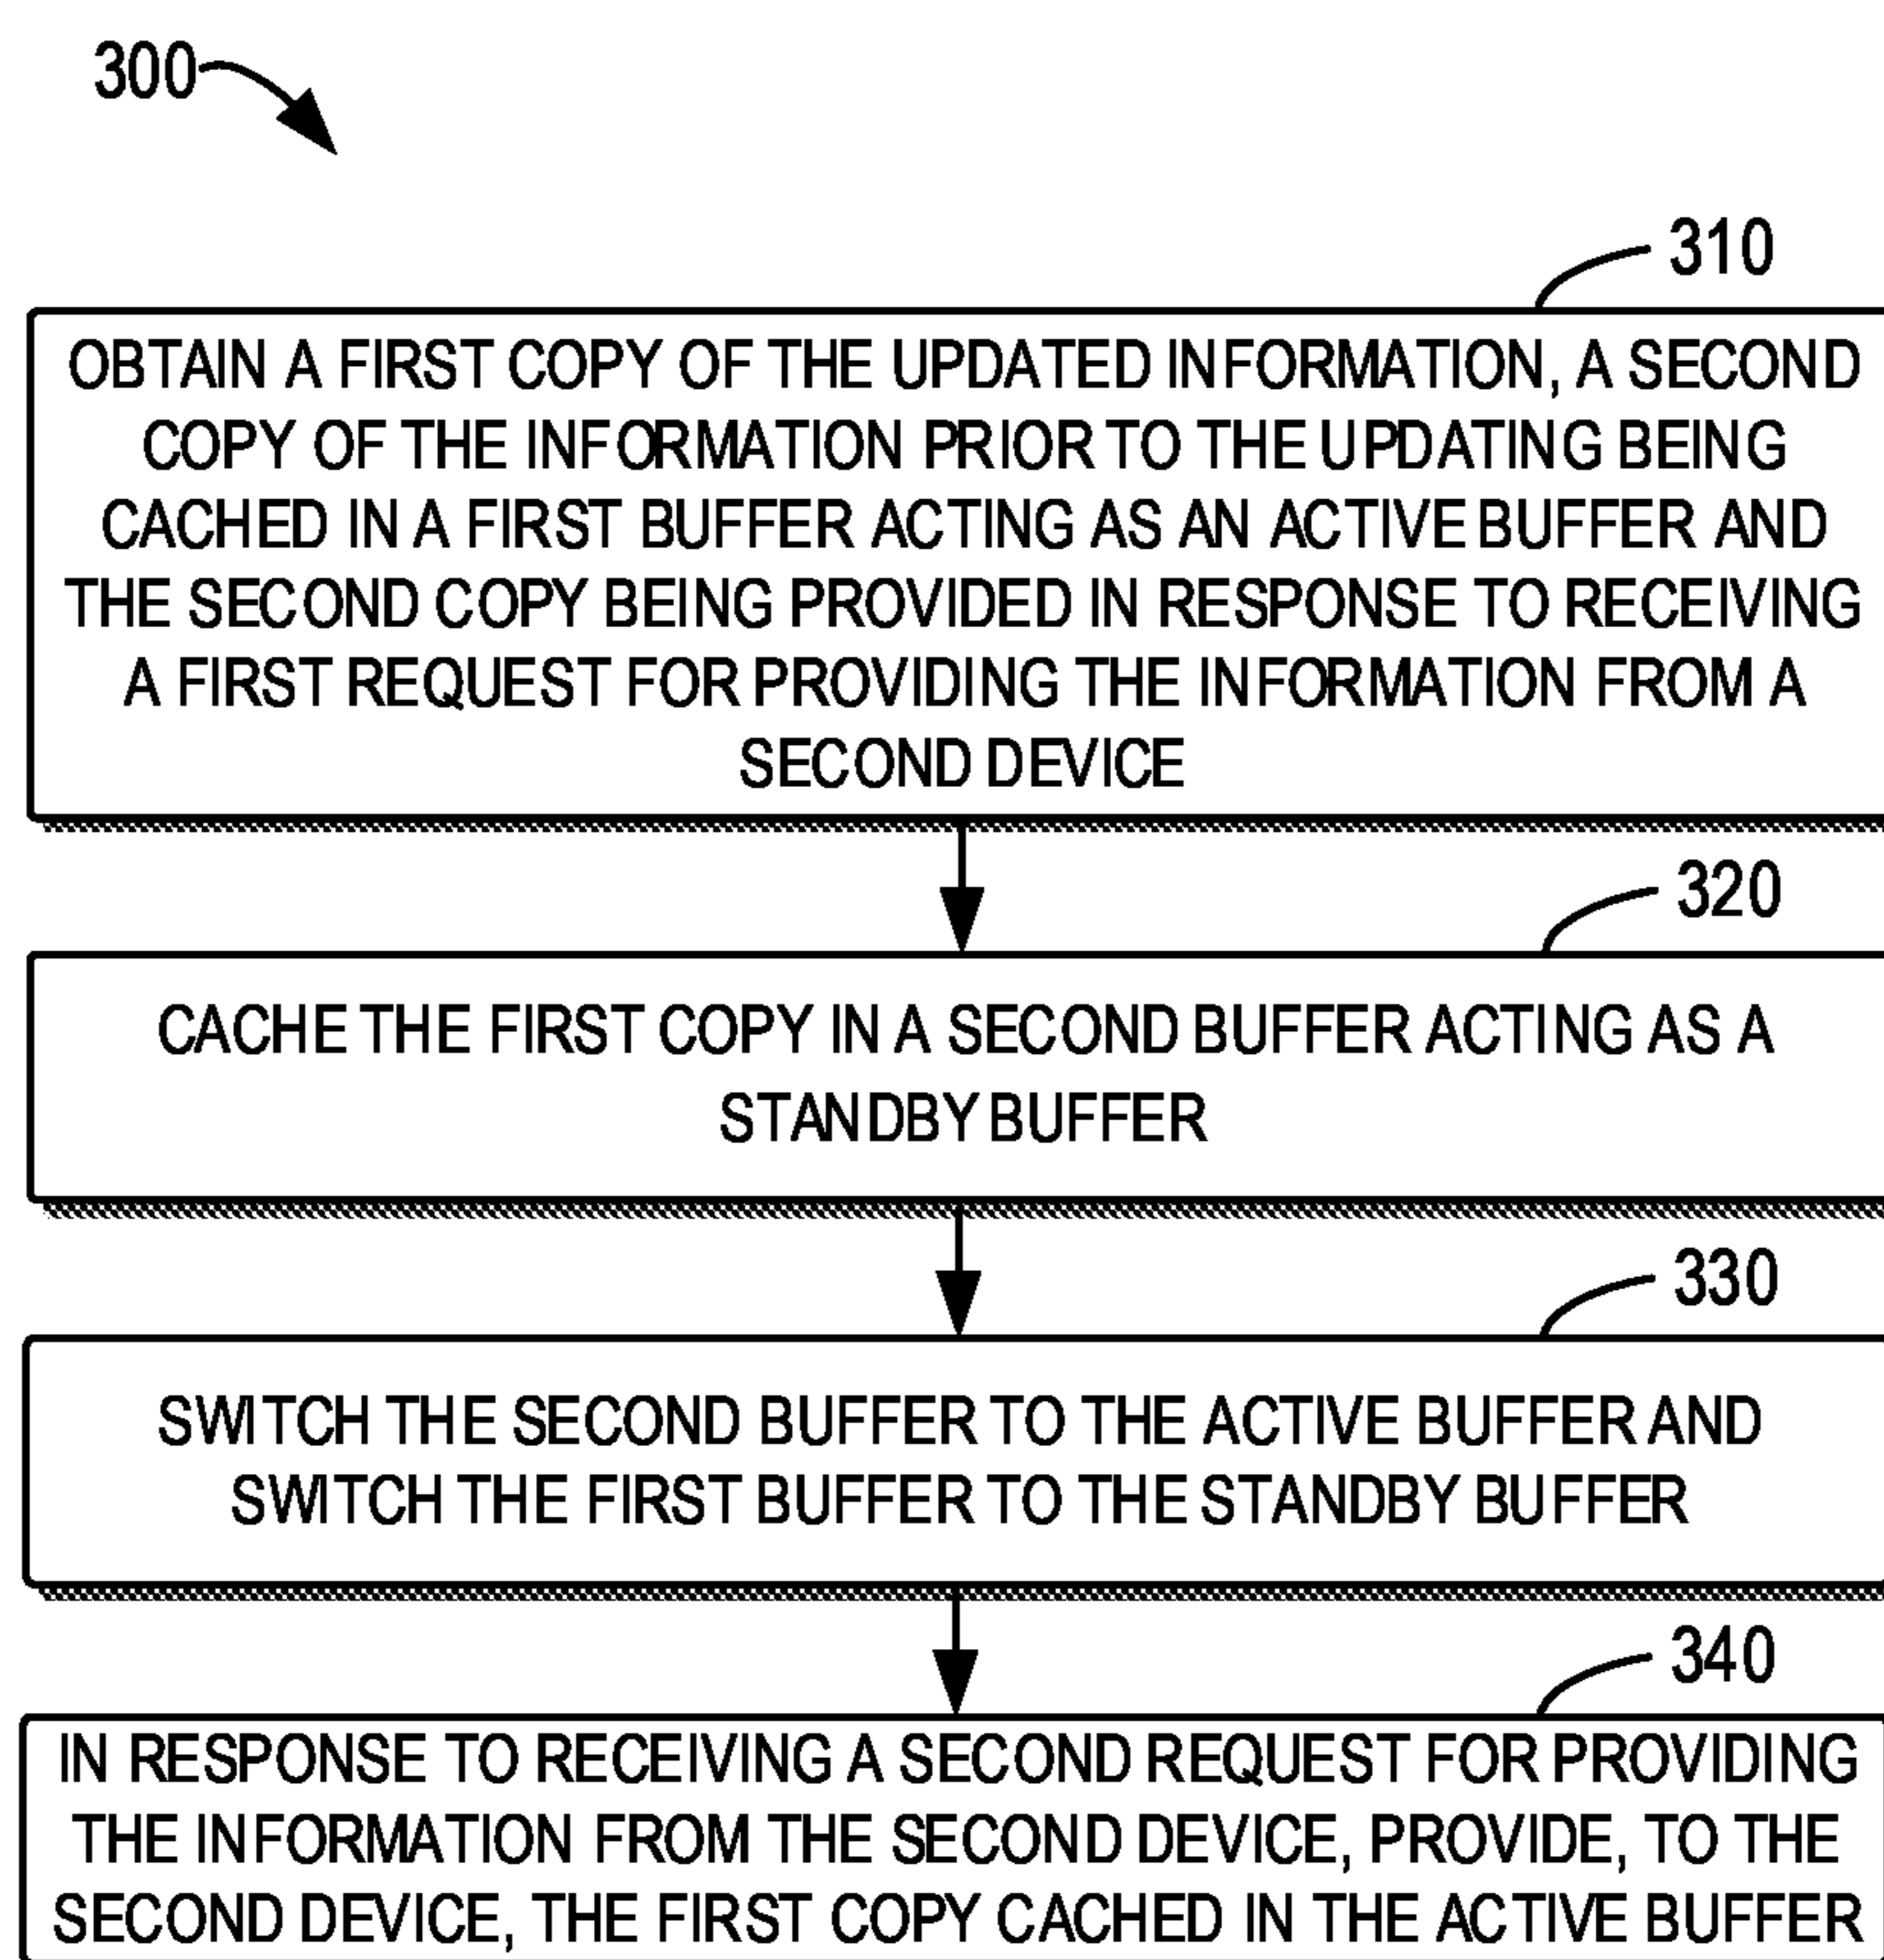 300
310
OBTAIN A FIRST COPY OF THE UPDATED INFORMATION, A SECOND
COPY OF THE INFORMATION PRIOR TO THE UPDATING BEING
CACHED IN A FIRST BUFFER ACTING AS AN ACTIVE BUFFER AND
THE SECOND COPY BEING PROVIDED IN RESPONSE TO RECEIVING
A FIRST REQUEST FOR PROVIDING THE INFORMATION FROM A
SECOND DEVICE
320
CACHE THE FIRST COPY IN A SECOND BUFFER ACTING AS A
STANDBY BUFFER
330
SWITCH THE SECOND BUFFER TO THE ACTIVE BUFFER AND
SWITCH THE FIRST BUFFER TO THE STANDBY BUFFER
340
IN RESPONSE TO RECEIVING A SECOND REQUEST FOR PROVIDING
THE INFORMATION FROM THE SECOND DEVICE, PROVIDE, TO THE
SECOND DEVICE, THE FIRST COPY CACHED IN THE ACTIVE BUFFER